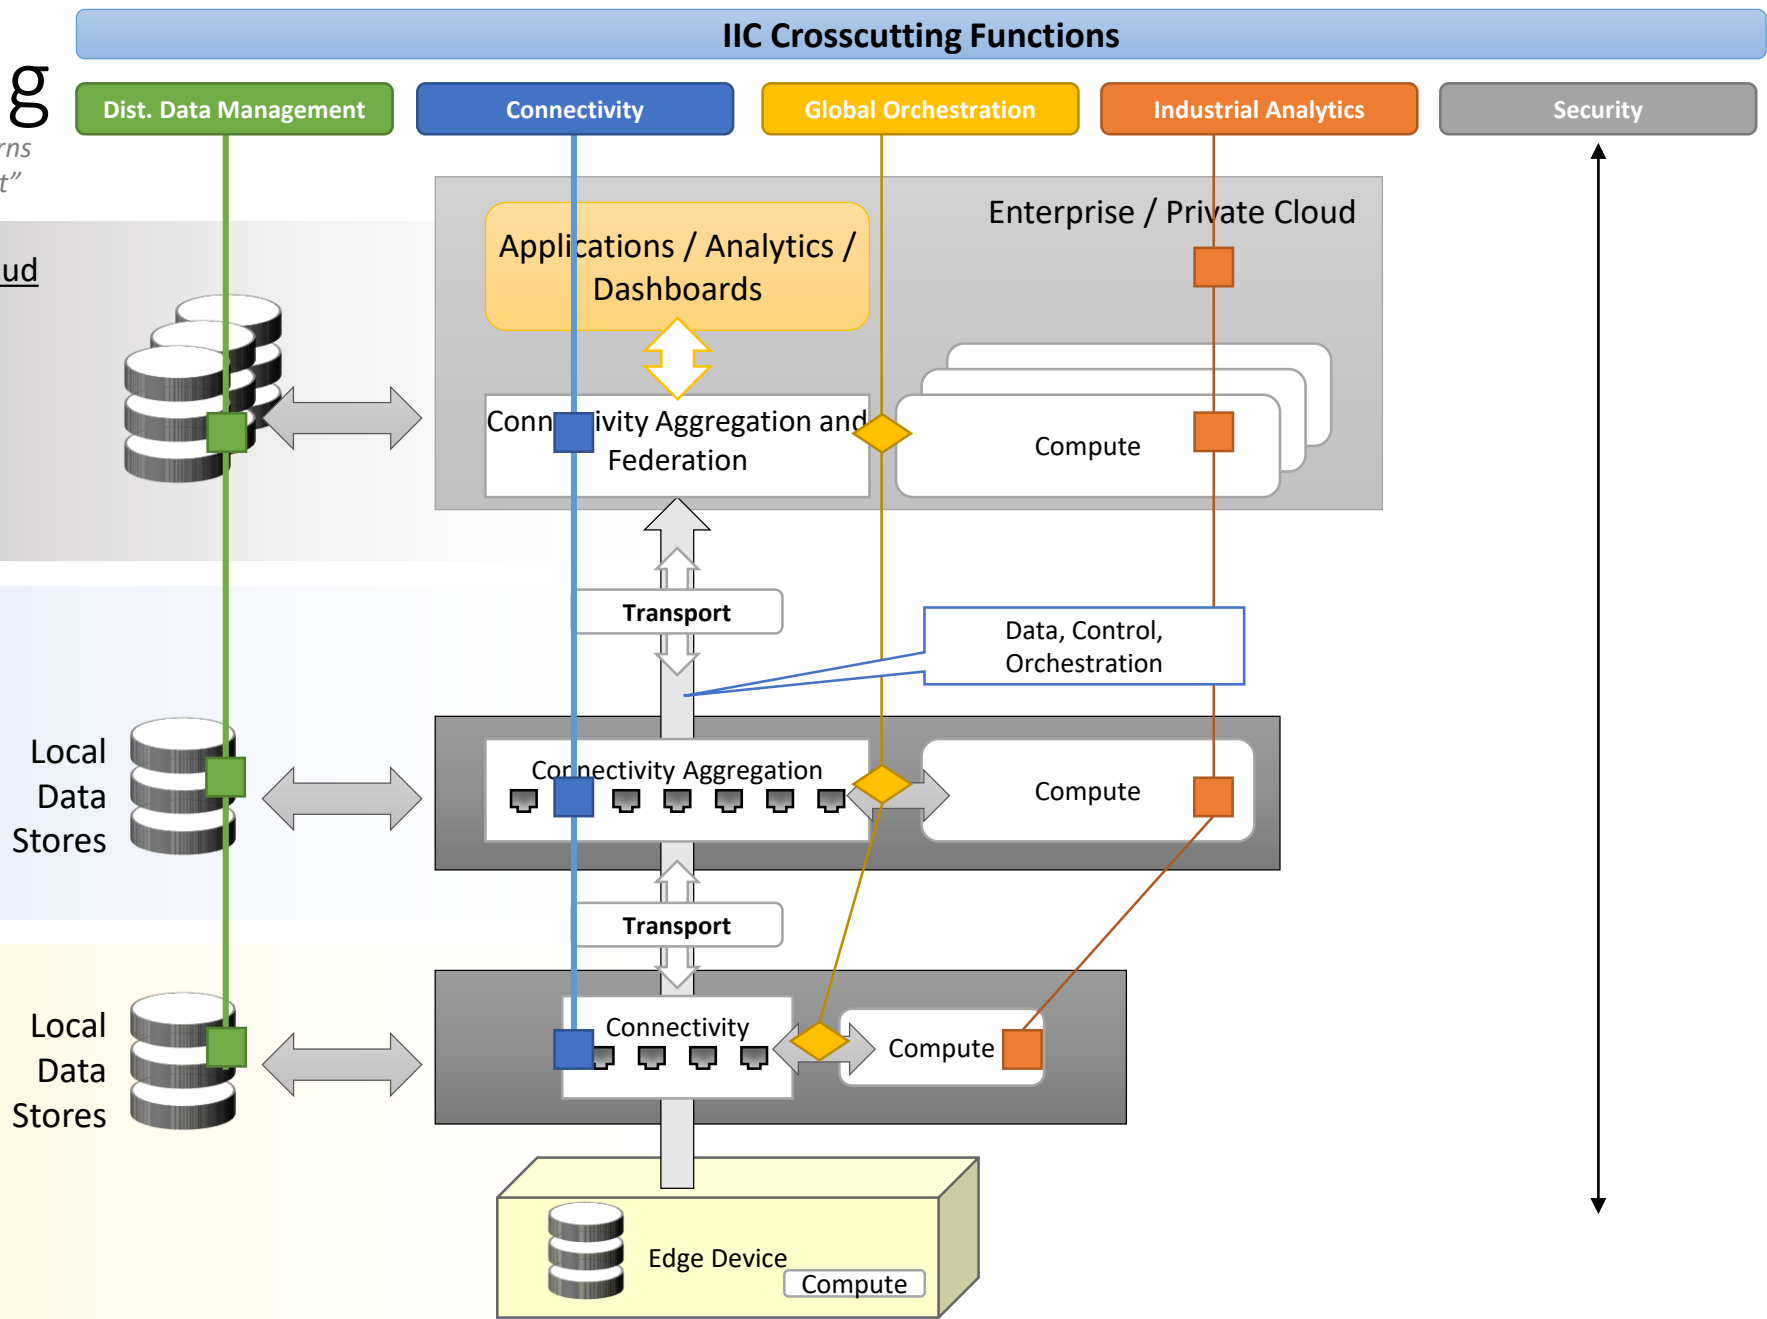 IIC Crosscutting Functions
g
Dist. Data Management
Connectivity
Global Orchestration
Industrial Analytics
Security
rns
t”
Enterprise / Private Cloud
Applications / Analytics /
Dashboards
ud
Connectivity Aggregation and
Federation
Compute
Transport
Data, Control,
Orchestration
Local
Data
Stores
Connectivity Aggregation
Compute
Transport
Local
Data
Stores
Connectivity
Compute
Edge Device
Compute